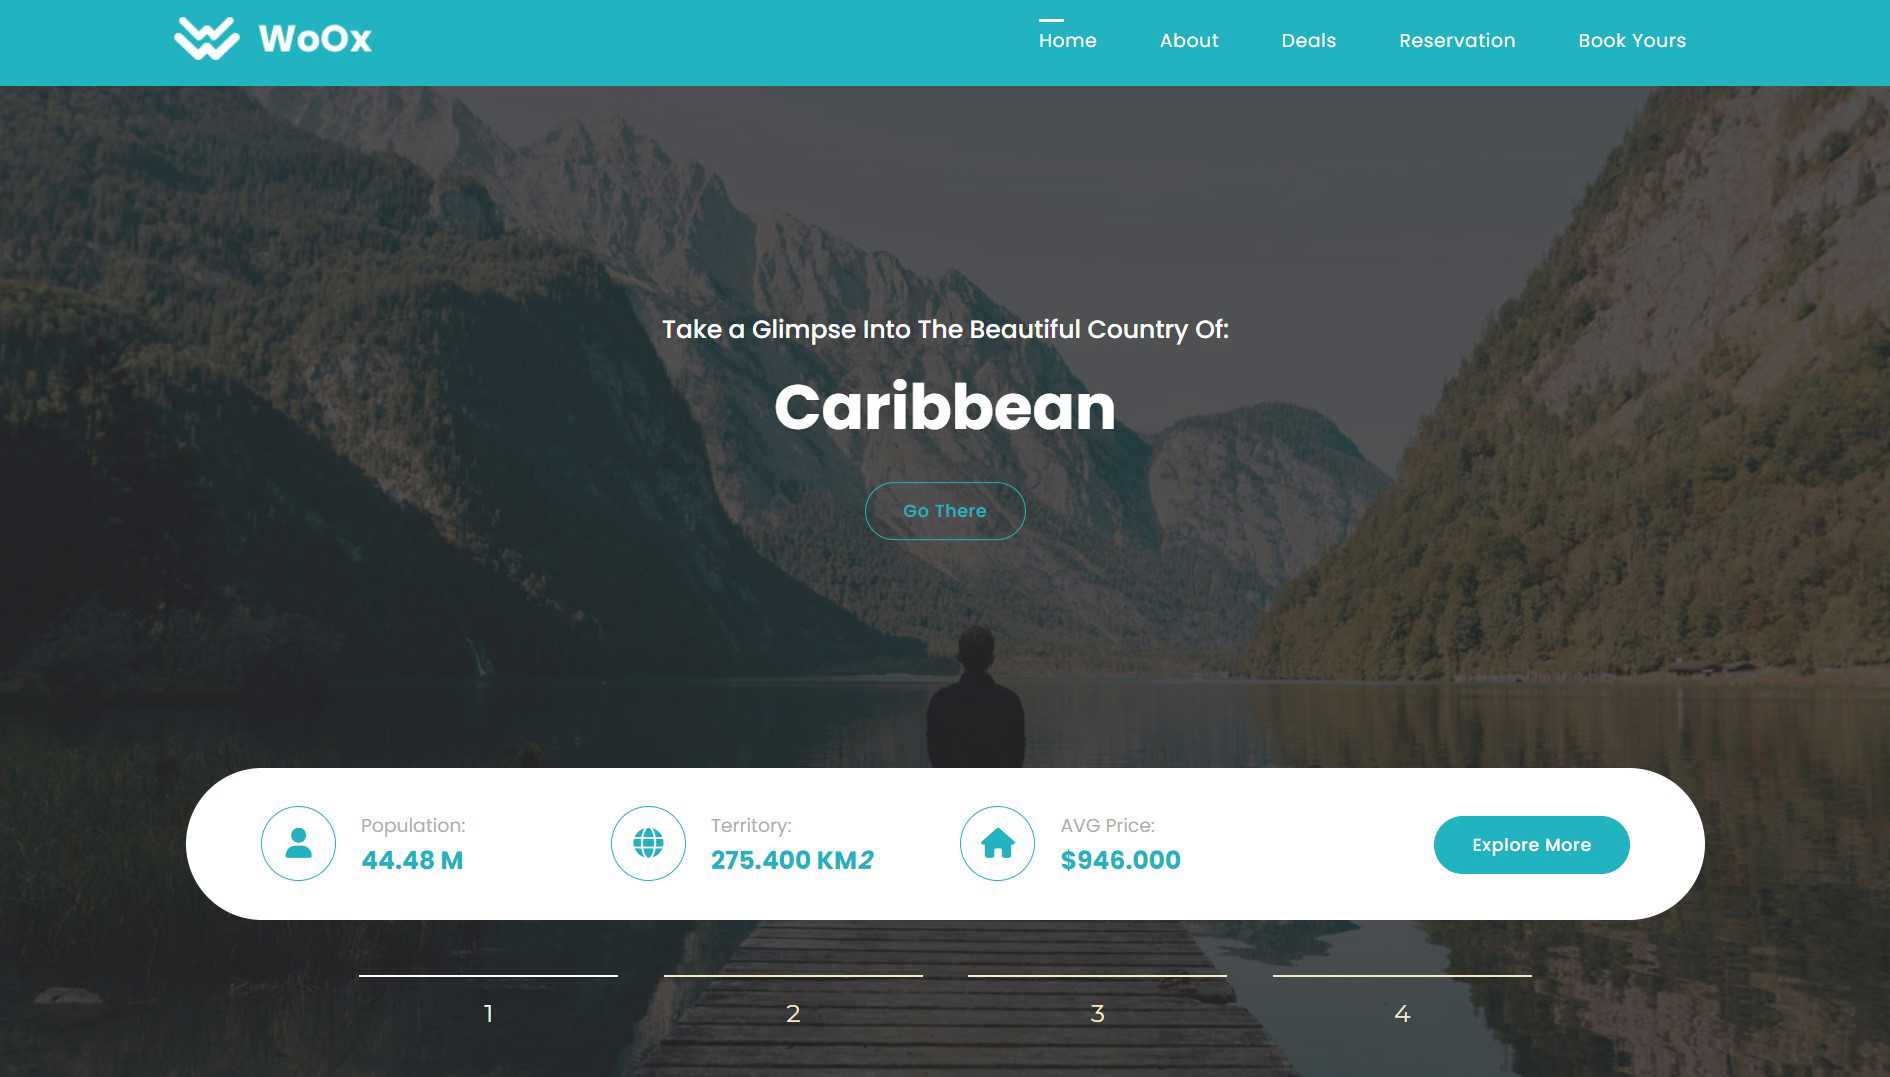 WoOx
Home About Deals Reservation Book Yours
Take a Glimpse Into The Beautiful Country Of:
Caribbean
Go There
Population:
44.48 M
Territory:
275.400 KM2
AVG Price:
$946.000
Explore More
1 2 3 4